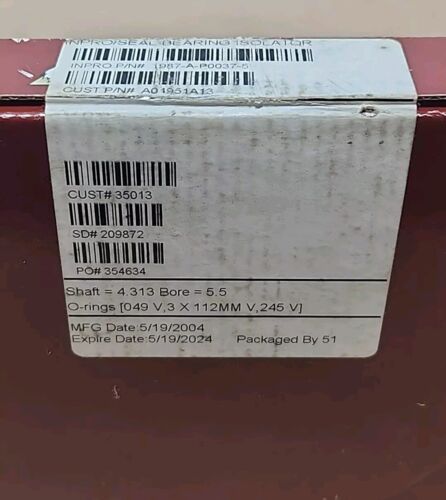 INPRO/SEAL BEARING ISOLATOR
INPRO P/N# 1987-A-P0037-5
CUST P/N# A04951A13
CUST# 35013
SD# 209872
PO# 354634
Shaft = 4.313 Bore = 5.5
O-rings [049 V,3 X 112MM V,245 V]
MFG Date:5/19/2004
Expire Date:5/19/2024 Packaged By 51